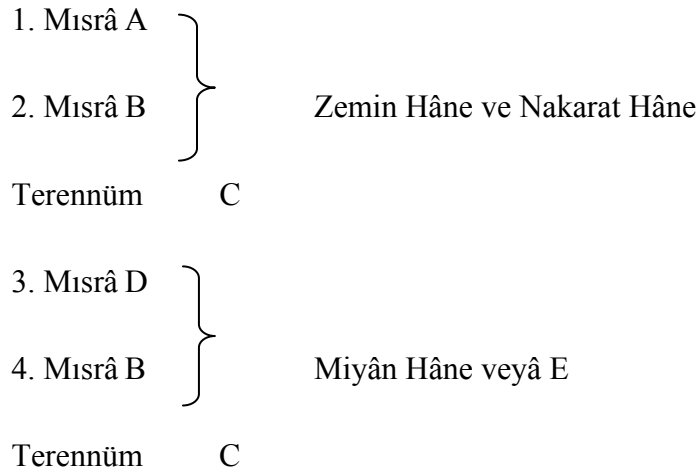 1. Mısrâ A
2. Mısrâ B Zemin Hâne ve Nakarat Hâne
Terennüm C
3. Mısrâ D
4. Mısrâ B Miyân Hâne veyâ E
Terennüm C